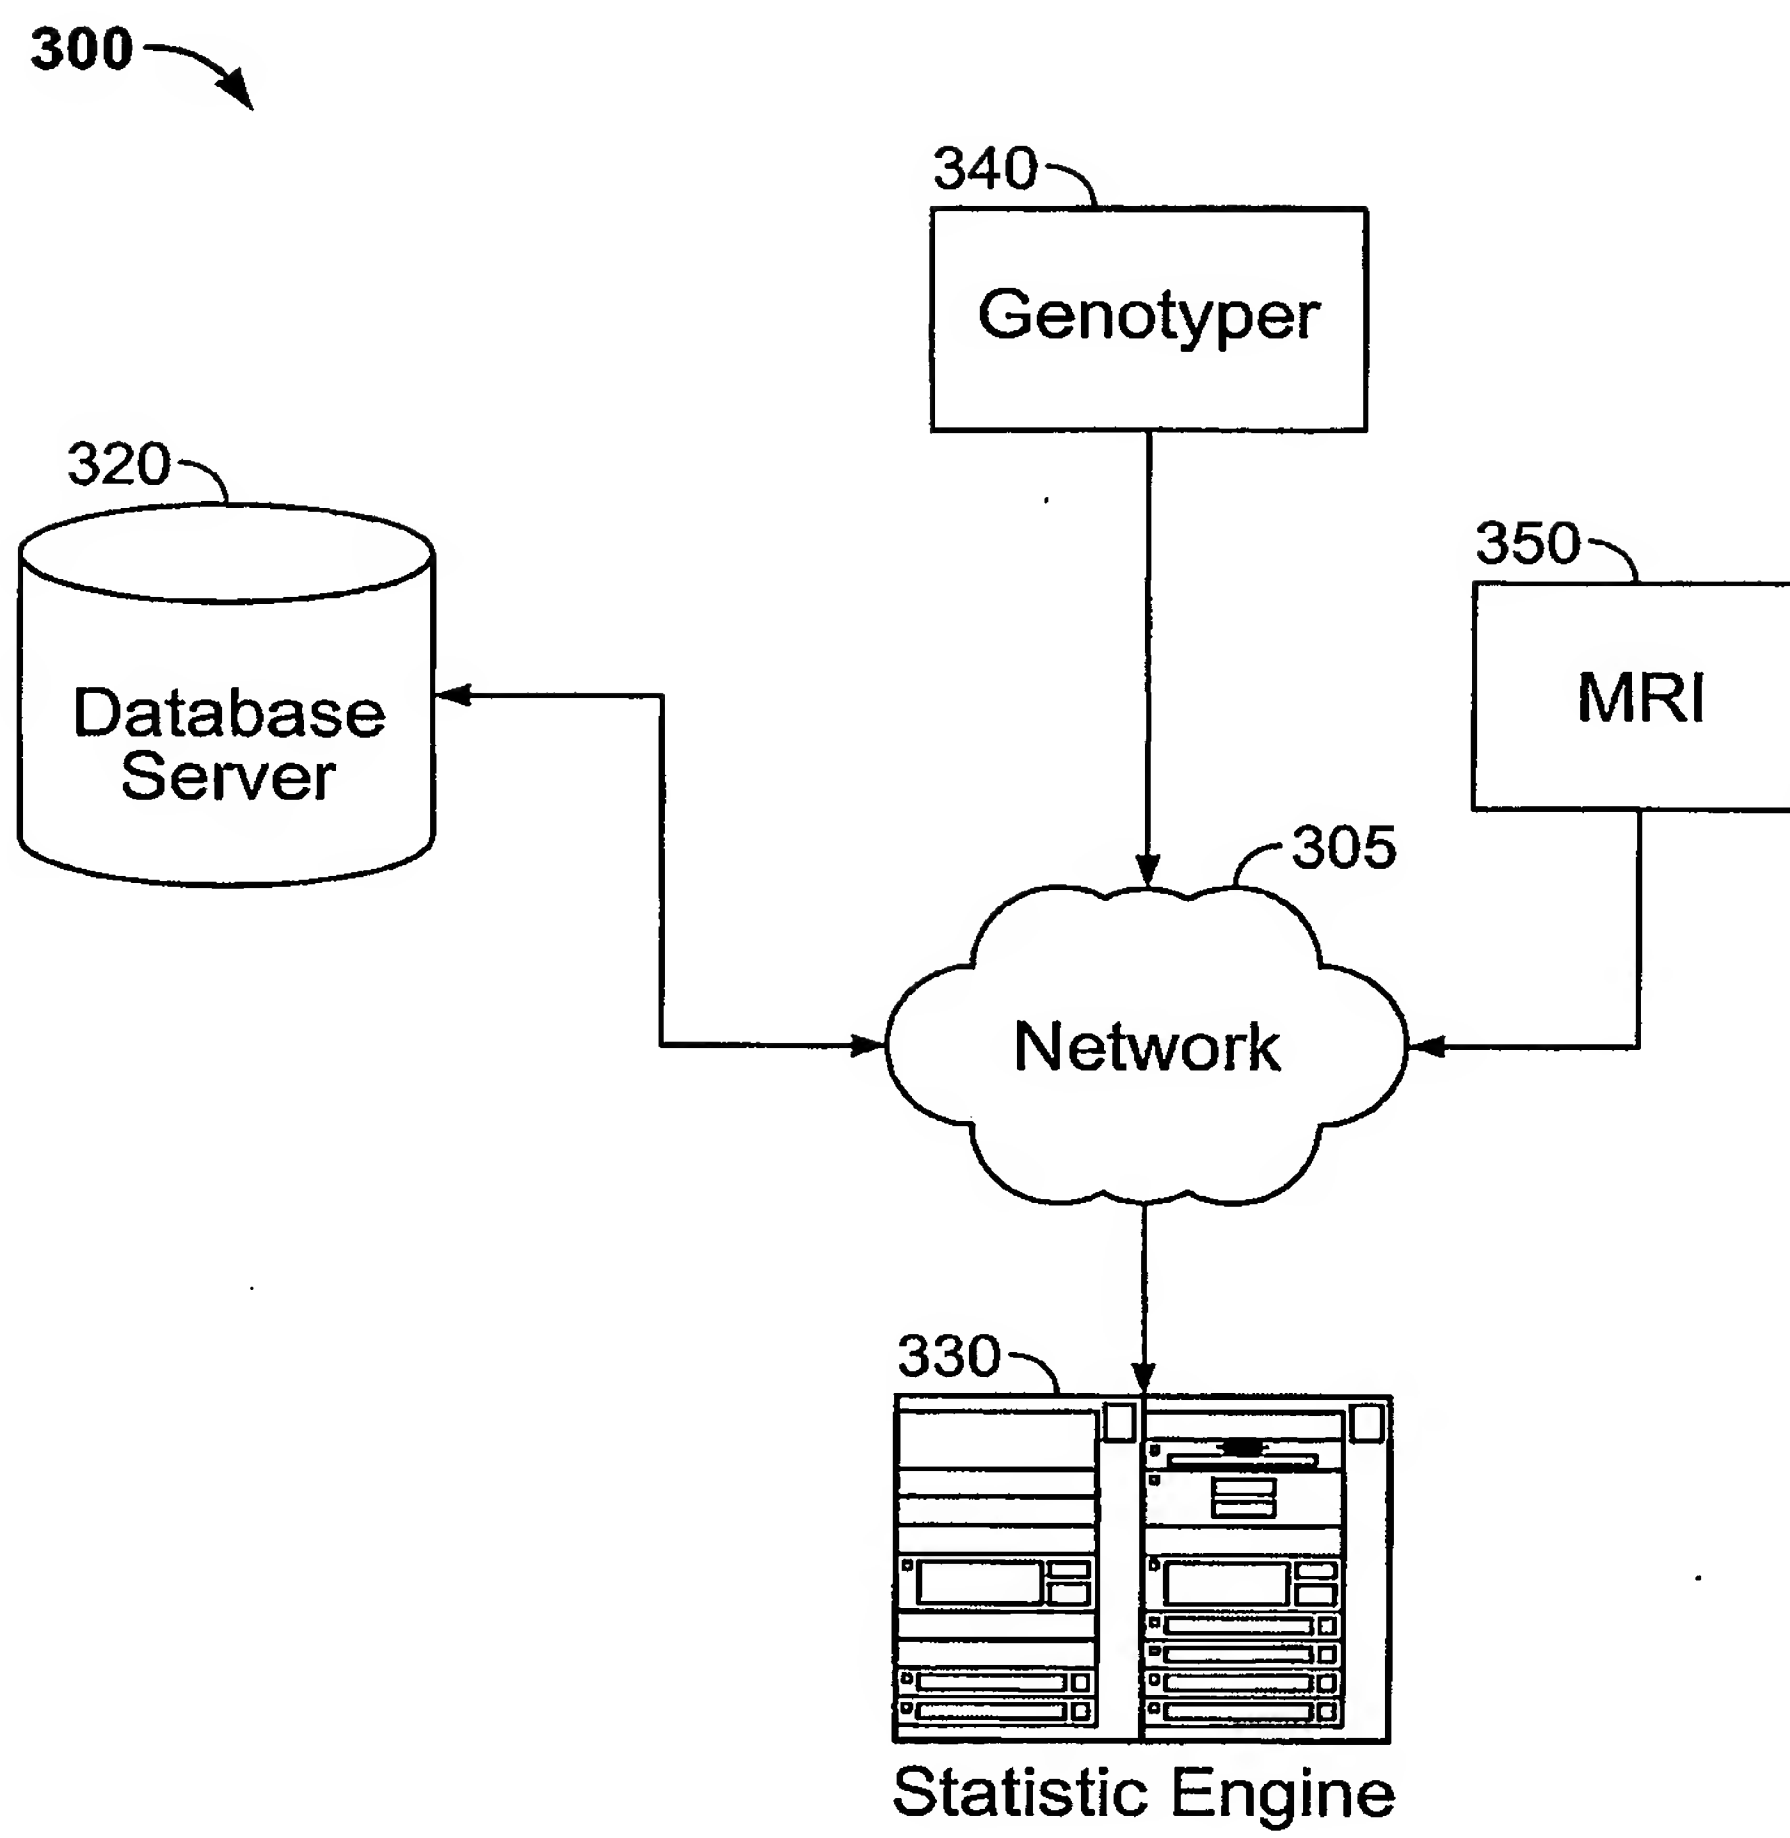 300
340
Genotyper
320
Database
Server
350
MRI
305
Network
330
Statistic Engine